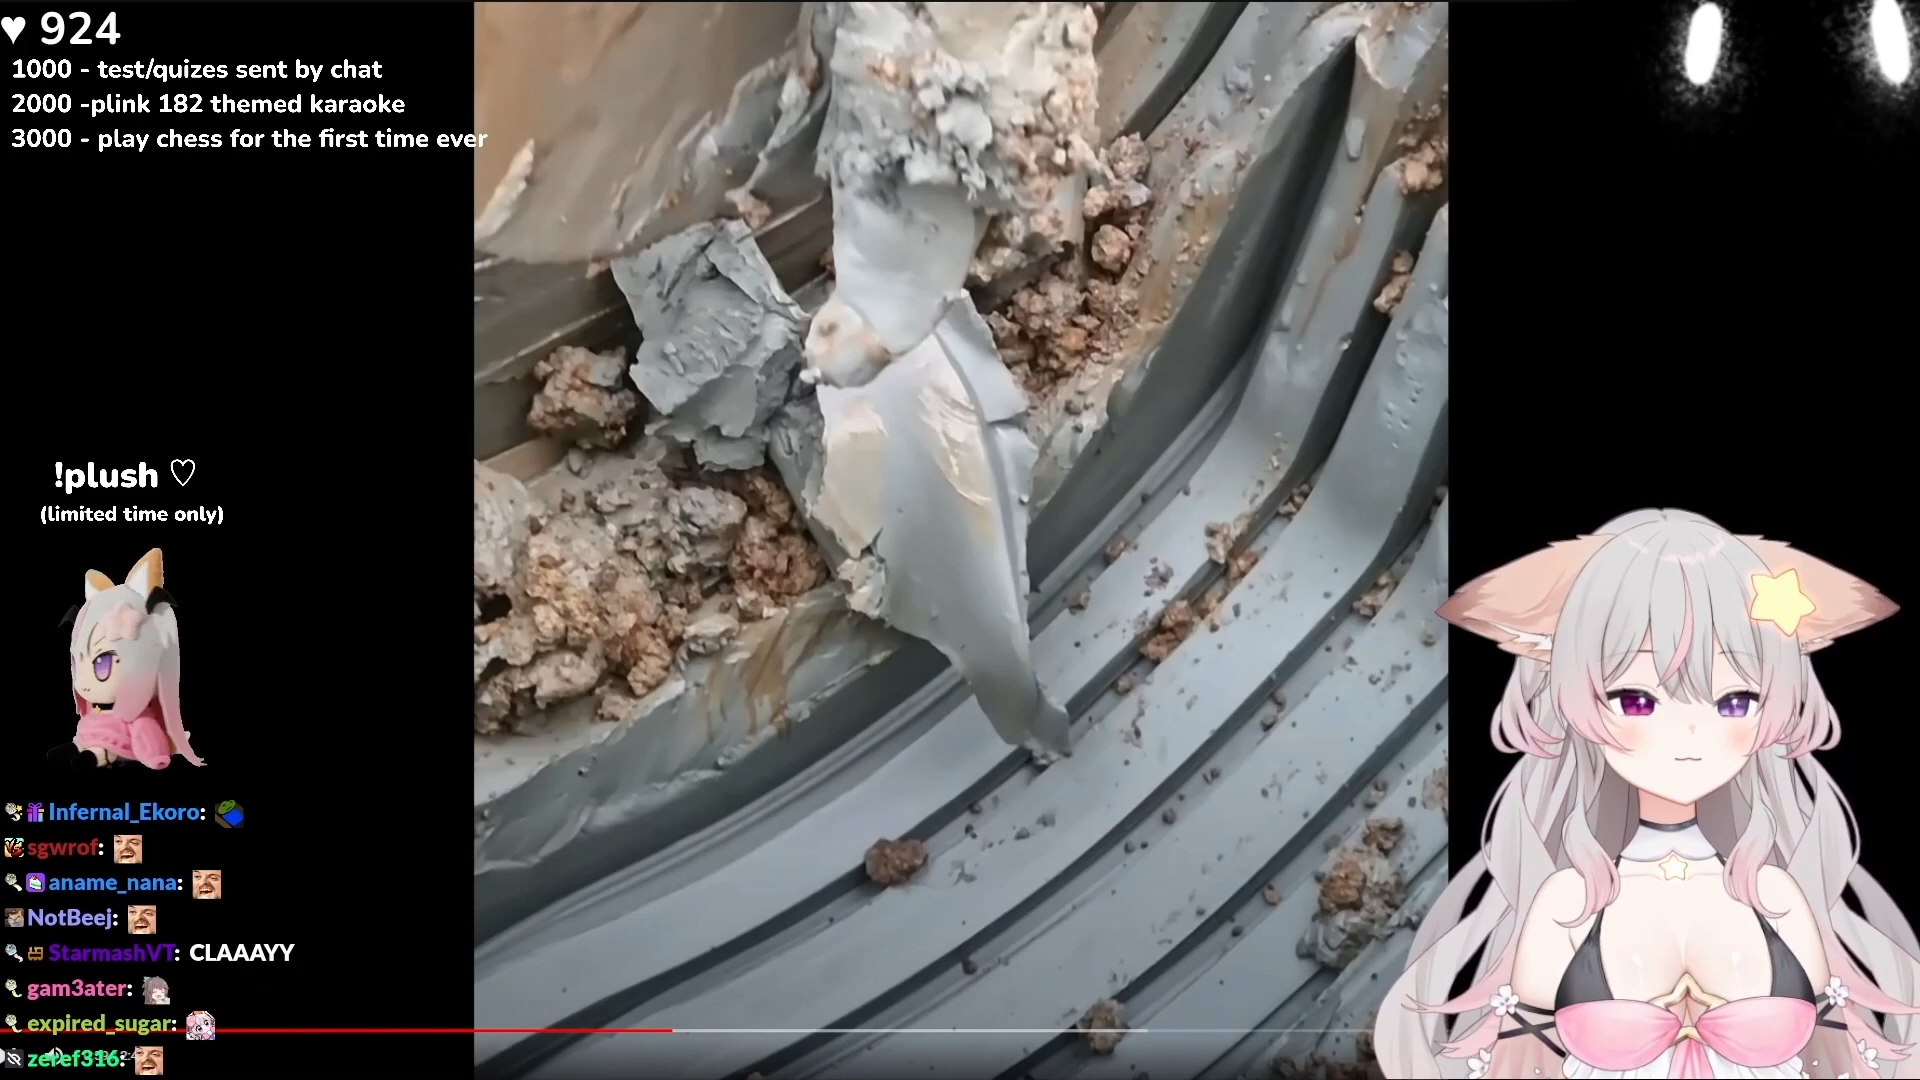 ♥ 924
1000 - test/quizes sent by chat
2000 -plink 182 themed karaoke
3000 - play chess for the first time ever
!plush ♡
(limited time only)
Infernal_Ekoro:
sgwrof:
aname_nana:
NotBeej:
StarmashVT: CLAAAYY
gam3ater:
expired_sugar:
zeref316: